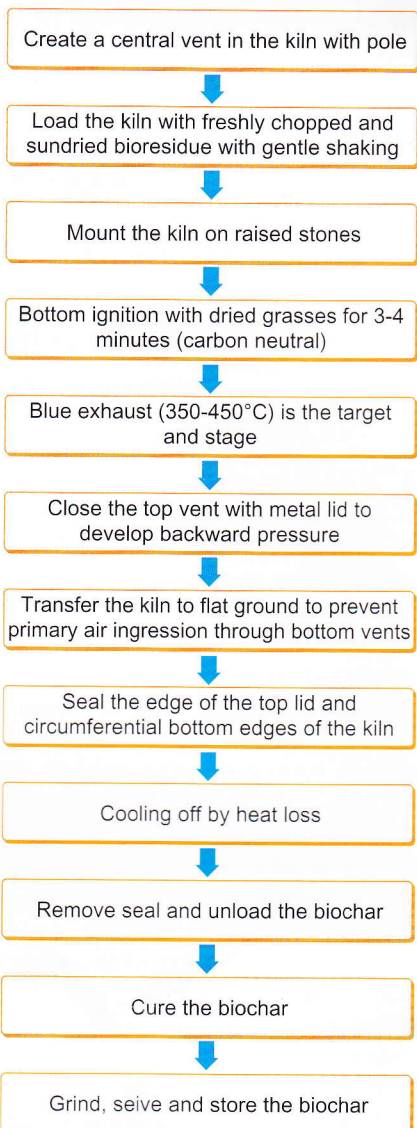 Create a central vent in the kiln with pole
Load the kiln with freshly chopped and
sundried bioresidue with gentle shaking
Mount the kiln on raised stones
Bottom ignition with dried grasses for 3-4
minutes (carbon neutral)
Blue exhaust (350-450°C) is the target
and stage
Close the top vent with metal lid to
develop backward pressure
Transfer the kiln to flat ground to prevent
primary air ingression through bottom vents
Seal the edge of the top lid and
circumferential bottom edges of the kiln
Cooling off by heat loss
Remove seal and unload the biochar
Cure the biochar
Grind, seive and store the biochar